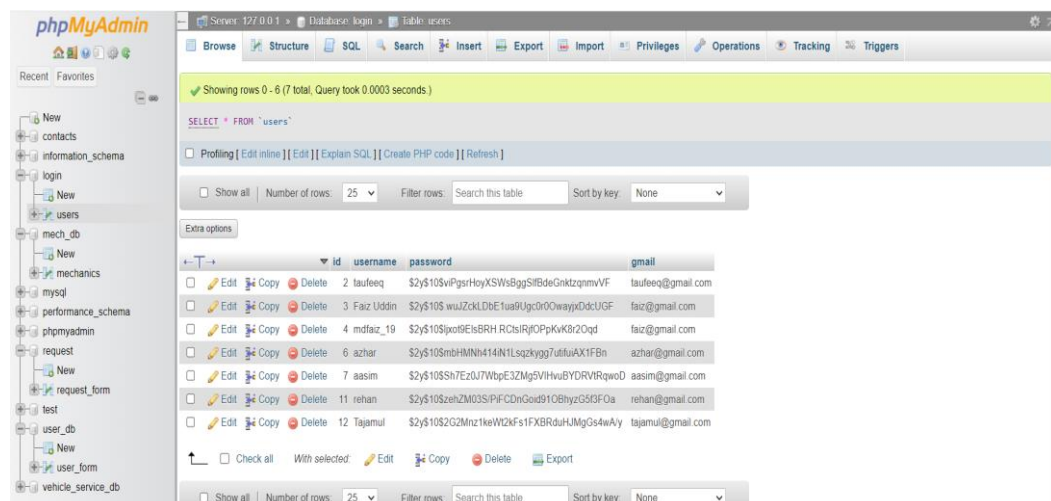 phpMyAdmin
Recent Favorites
New
contacts
information_schema
login
New
users
mech_db
New
mechanics
mysql
performance_schema
phpmyadmin
request
New
request_form
test
user_db
New
user_form
vehicle_service_db
Server: 127.0.0.1 » Database: login » Table: users
Browse Structure SQL Search Insert Export Import Privileges Operations Tracking Triggers
Showing rows 0 - 6 (7 total, Query took 0.0003 seconds.)
SELECT * FROM `users`
Profiling [ Edit inline ] [ Edit ] [ Explain SQL ] [ Create PHP code ] [ Refresh ]
Show all Number of rows: 25 Filter rows: Search this table Sort by key: None
Extra options
id username password gmail
Edit Copy Delete 2 taufeeq taufeeq@gmail.com
Edit Copy Delete 3 Faiz Uddin faiz@gmail.com
Edit Copy Delete 4 mdfaiz_19 faiz@gmail.com
Edit Copy Delete 6 azhar azhar@gmail.com
Edit Copy Delete 7 aasim aasim@gmail.com
Edit Copy Delete 11 rehan rehan@gmail.com
Edit Copy Delete 12 Tajamul tajamul@gmail.com
Check all With selected: Edit Copy Delete Export
Show all Number of rows: 25 Filter rows: Search this table Sort by key: None